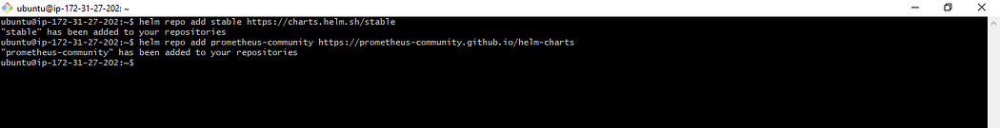 ubuntu@ip-172-31-27-202: ~
ubuntu@ip-172-31-27-202:~$ helm repo add stable https://charts.helm.sh/stable
"stable" has been added to your repositories
ubuntu@ip-172-31-27-202:~$ helm repo add prometheus-community https://prometheus-community.github.io/helm-charts
"prometheus-community" has been added to your repositories
ubuntu@ip-172-31-27-202:~$